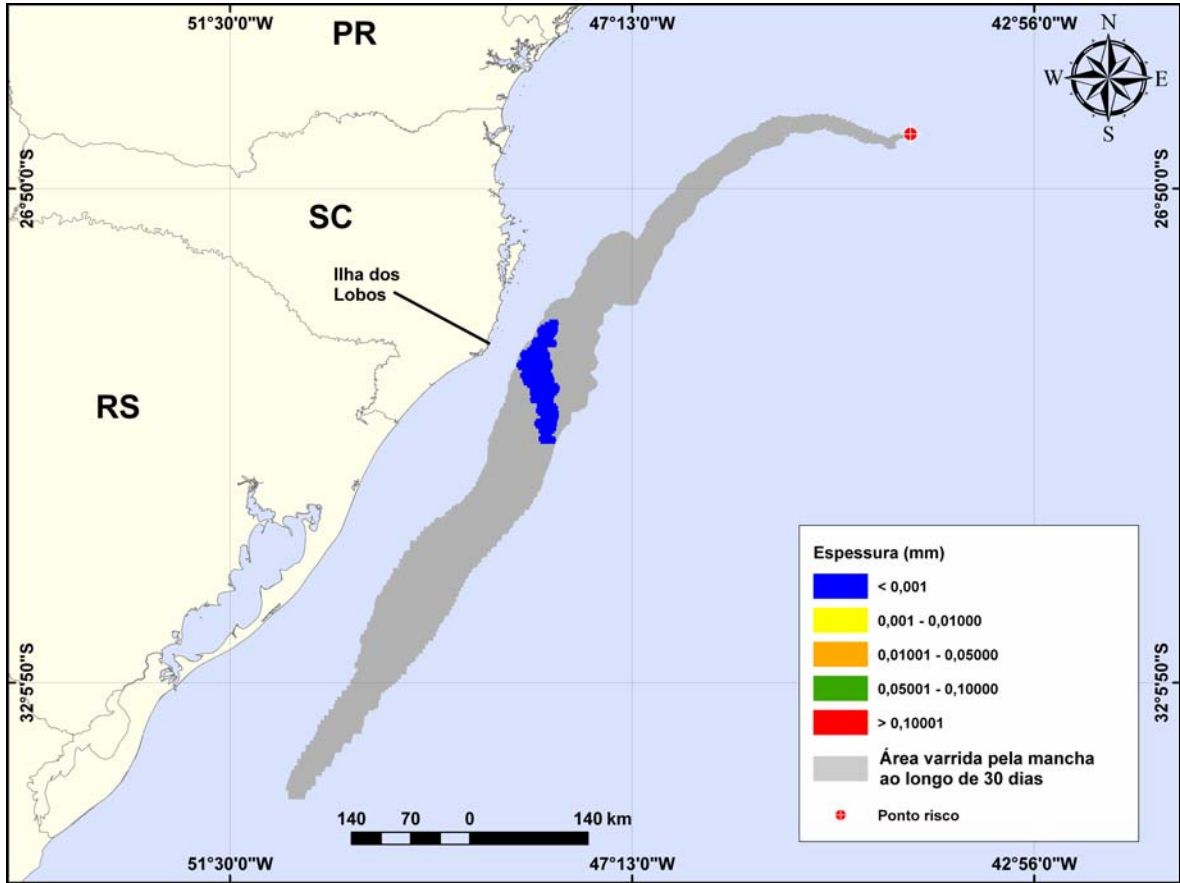 51°30'0"W
47°13'0"W
42°56'0"W
PR
N
W
E
S
26°50'0"S
26°50'0"S
SC
Ilha dos
Lobos
RS
Espessura (mm)
< 0,001
0,001 - 0,01000
0,01001 - 0,05000
0,05001 - 0,10000
> 0,10001
Área varrida pela mancha
ao longo de 30 dias
Ponto risco
32°5'50"S
32°5'50"S
140 70 0 140 km
51°30'0"W
47°13'0"W
42°56'0"W